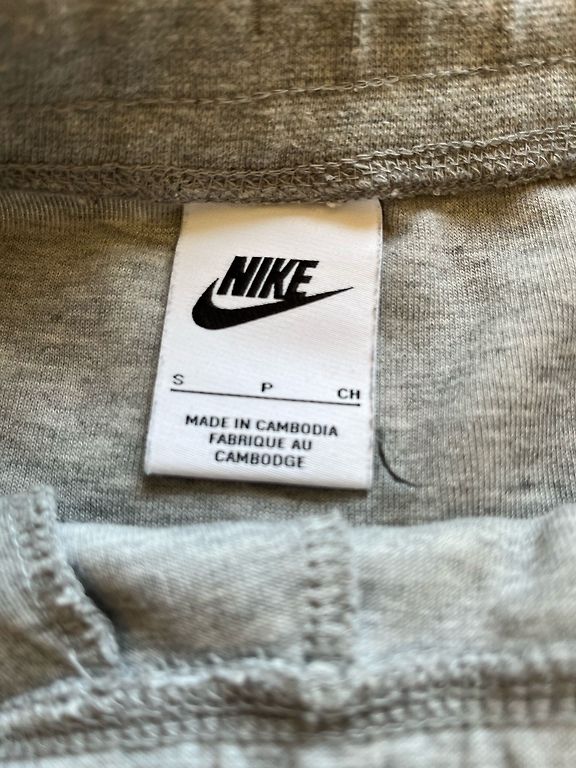 NIKE
S P CH
MADE IN CAMBODIA
FABRIQUE AU
CAMBODGE